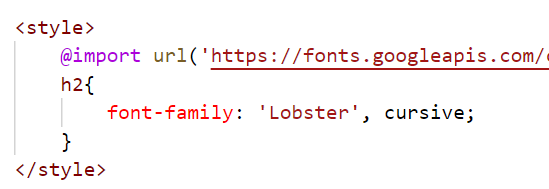 <style>
@import url('https://fonts.googleapis.com/
h2{
font-family: 'Lobster', cursive;
}
</style>